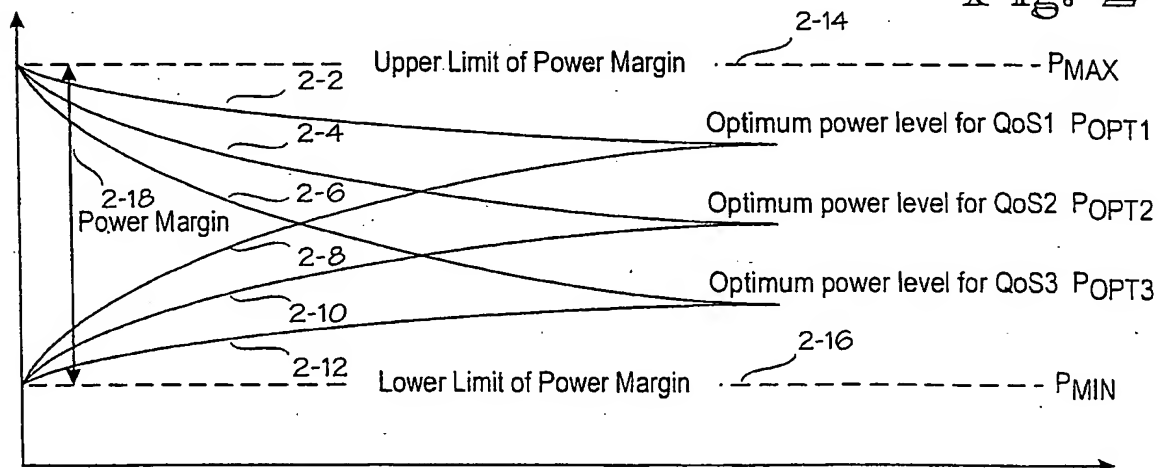 Fig. 2
2-14
Upper Limit of Power Margin
PMAX
2-2
2-4
Optimum power level for QoS1 POPT1
2-6
2-18
Power Margin
Optimum power level for QoS2 POPT2
2-8
2-10
Optimum power level for QoS3 POPT3
2-12
2-16
Lower Limit of Power Margin
PMIN